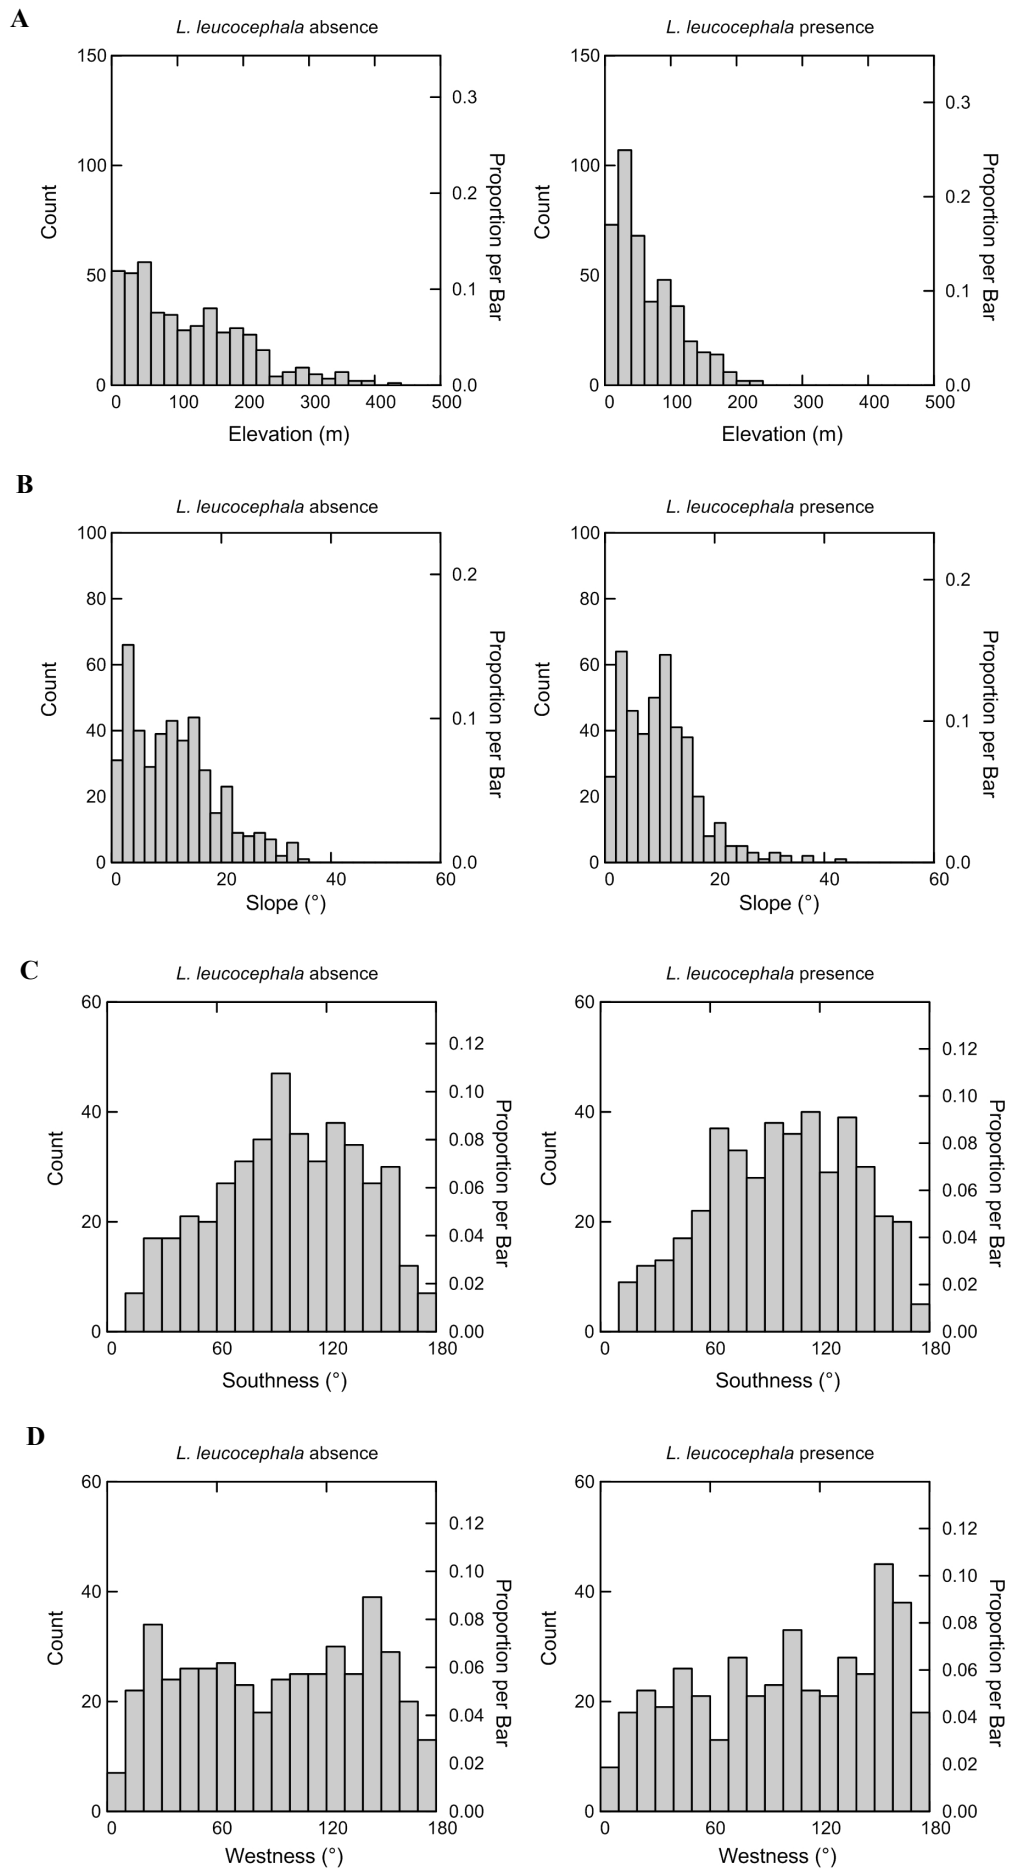 A
L. leucocephala absence
150
100
50
0
Count
0.3
0.2
0.1
0.0
Proportion per Bar
0 100 200 300 400 500
Elevation (m)
L. leucocephala presence
150
100
50
0
Count
0.3
0.2
0.1
0.0
Proportion per Bar
0 100 200 300 400 500
Elevation (m)
B
L. leucocephala absence
100
80
60
40
20
0
Count
0.2
0.1
0.0
Proportion per Bar
0 20 40 60
Slope (°)
L. leucocephala presence
100
80
60
40
20
0
Count
0.2
0.1
0.0
Proportion per Bar
0 20 40 60
Slope (°)
C
L. leucocephala absence
60
40
20
0
Count
0.12
0.10
0.08
0.06
0.04
0.02
0.00
Proportion per Bar
0 60 120 180
Southness (°)
L. leucocephala presence
60
40
20
0
Count
0.12
0.10
0.08
0.06
0.04
0.02
0.00
Proportion per Bar
0 60 120 180
Southness (°)
D
L. leucocephala absence
60
40
20
0
Count
0.12
0.10
0.08
0.06
0.04
0.02
0.00
Proportion per Bar
0 60 120 180
Westness (°)
L. leucocephala presence
60
40
20
0
Count
0.12
0.10
0.08
0.06
0.04
0.02
0.00
Proportion per Bar
0 60 120 180
Westness (°)